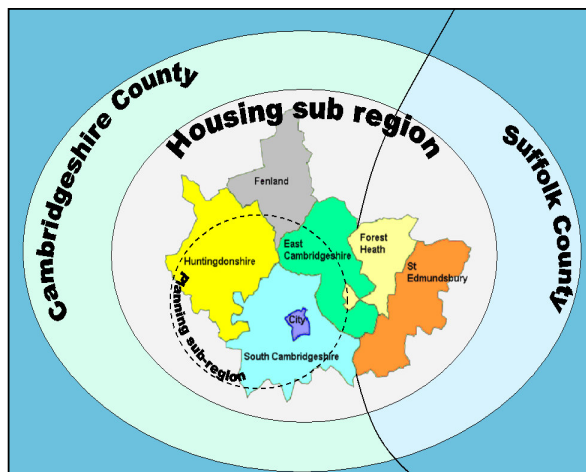 Cambridgeshire County
Housing sub region
Suffolk County
Fenland
Huntingdonshire
East
Cambridgeshire
Forest
Heath
St
Edmundsbury
City
South Cambridgeshire
Planning sub-region